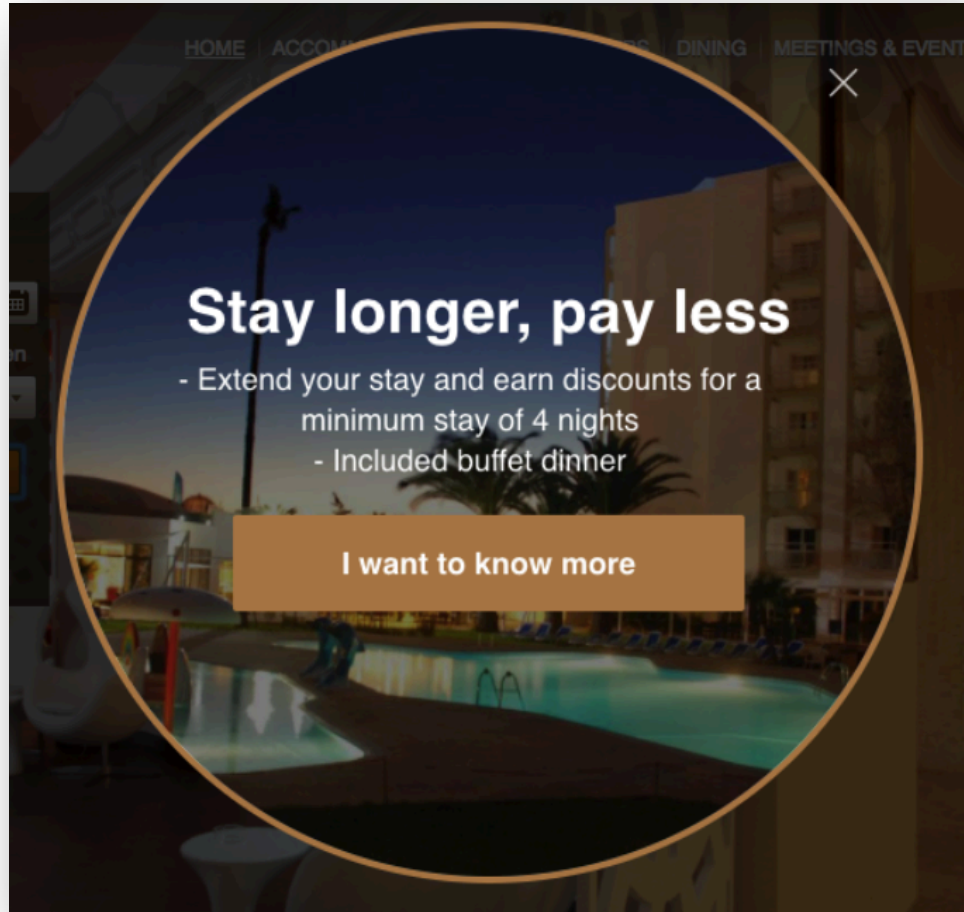 HOME DINING MEETINGS & EVENT
Stay longer, pay less
- Extend your stay and earn discounts for a
minimum stay of 4 nights
- Included buffet dinner
I want to know more